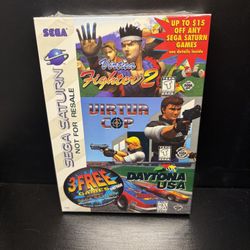 SEGA
UP TO $15
OFF ANY
SEGA SATURN
GAMES
see details inside
Virtua
Fighter 2
SEGA SATURN
NOT FOR RESALE
VIRTUA
COP
3 FREE
GAMES
DAYTONA
USA